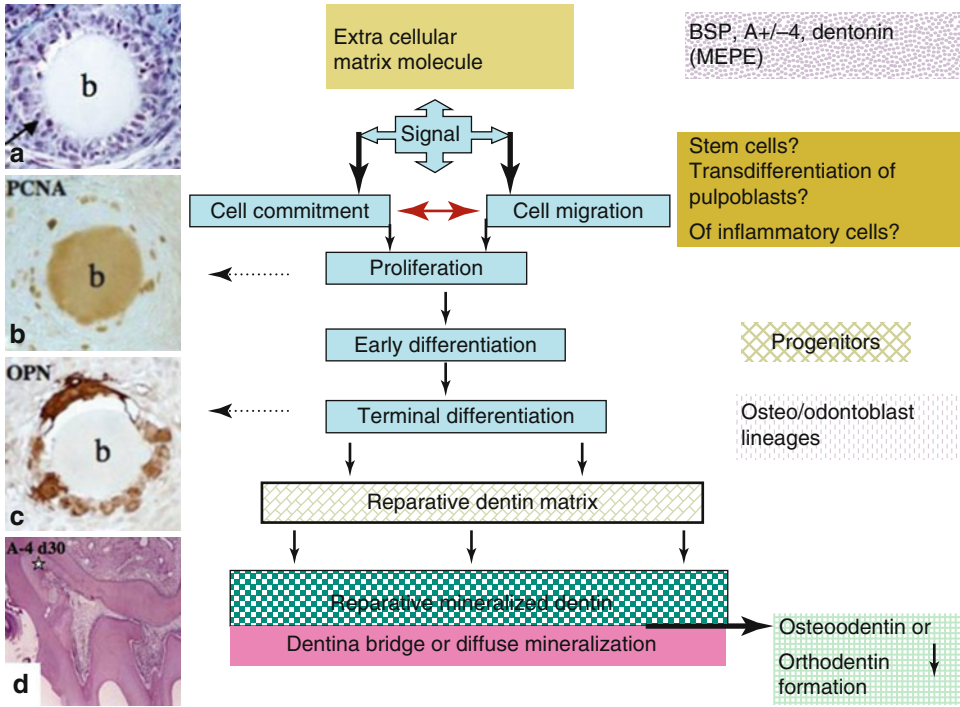 b
a
PCNA
b
b
OPN
b
c
A-4 d30
d
Extra cellular
matrix molecule
Signal
Cell commitment
Cell migration
Proliferation
Early differentiation
Terminal differentiation
Reparative dentin matrix
Reparative mineralized dentin
Dentina bridge or diffuse mineralization
BSP, A+/–4, dentonin
(MEPE)
Stem cells?
Transdifferentiation of
pulpoblasts?
Of inflammatory cells?
Progenitors
Osteo/odontoblast
lineages
Osteoodentin or
Orthodentin
formation